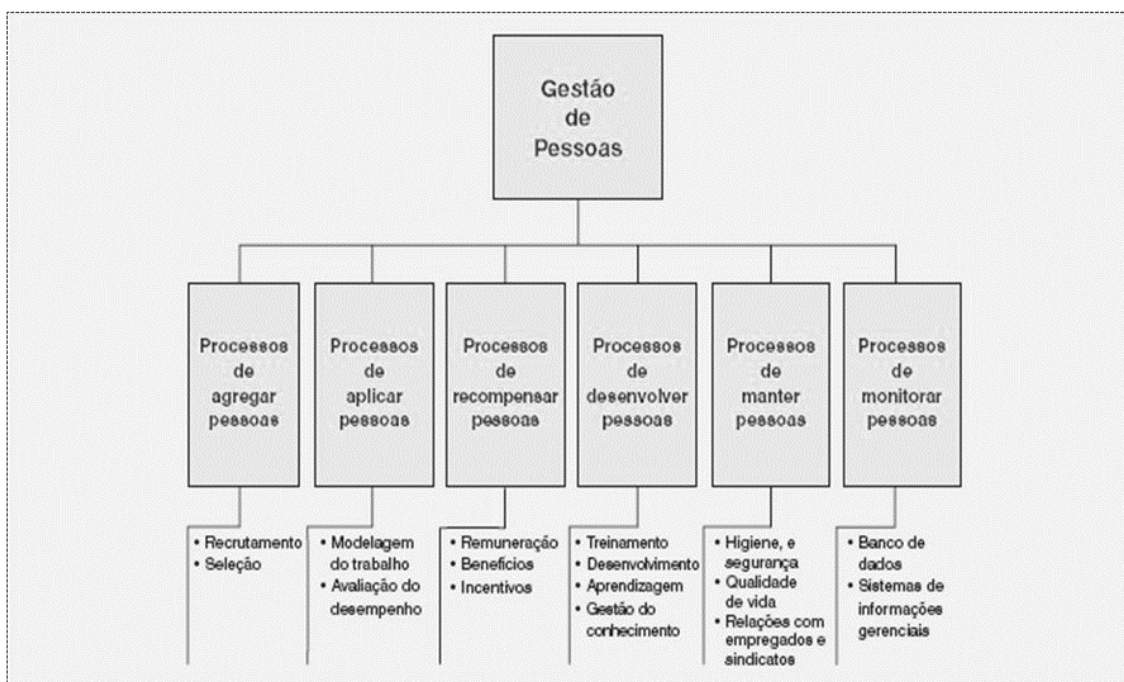 Gestão
de
Pessoas
Processos
de
agregar
pessoas
Processos
de
aplicar
pessoas
Processos
de
recompensar
pessoas
Processos
de
desenvolver
pessoas
Processos
de
manter
pessoas
Processos
de
monitorar
pessoas
• Recrutamento
• Seleção
• Modelagem
do trabalho
• Avaliação do
desempenho
• Remuneração
• Benefícios
• Incentivos
• Treinamento
• Desenvolvimento
• Aprendizagem
• Gestão do
conhecimento
• Higiene, e
segurança
• Qualidade
de vida
• Relações com
empregados e
sindicatos
• Banco de
dados
• Sistemas de
informações
gerenciais